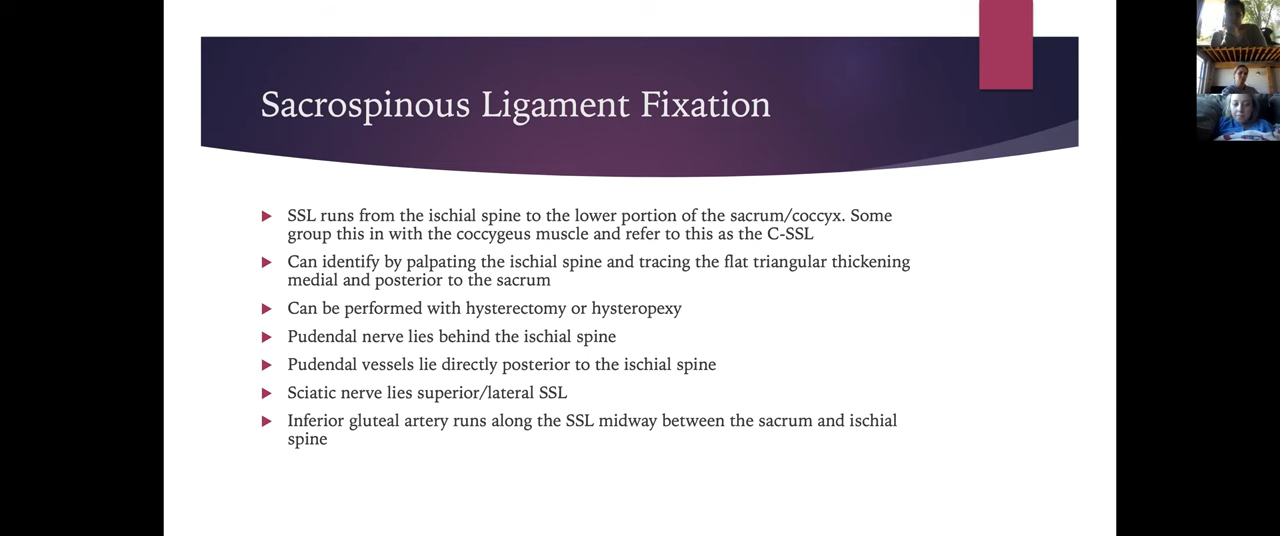 Sacrospinous Ligament Fixation
SSL runs from the ischial spine to the lower portion of the sacrum/coccyx. Some
group this in with the coccygeus muscle and refer to this as the C-SSL
Can identify by palpating the ischial spine and tracing the flat triangular thickening
medial and posterior to the sacrum
Can be performed with hysterectomy or hysteropexy
Pudendal nerve lies behind the ischial spine
Pudendal vessels lie directly posterior to the ischial spine
Sciatic nerve lies superior/lateral SSL
Inferior gluteal artery runs along the SSL midway between the sacrum and ischial
spine